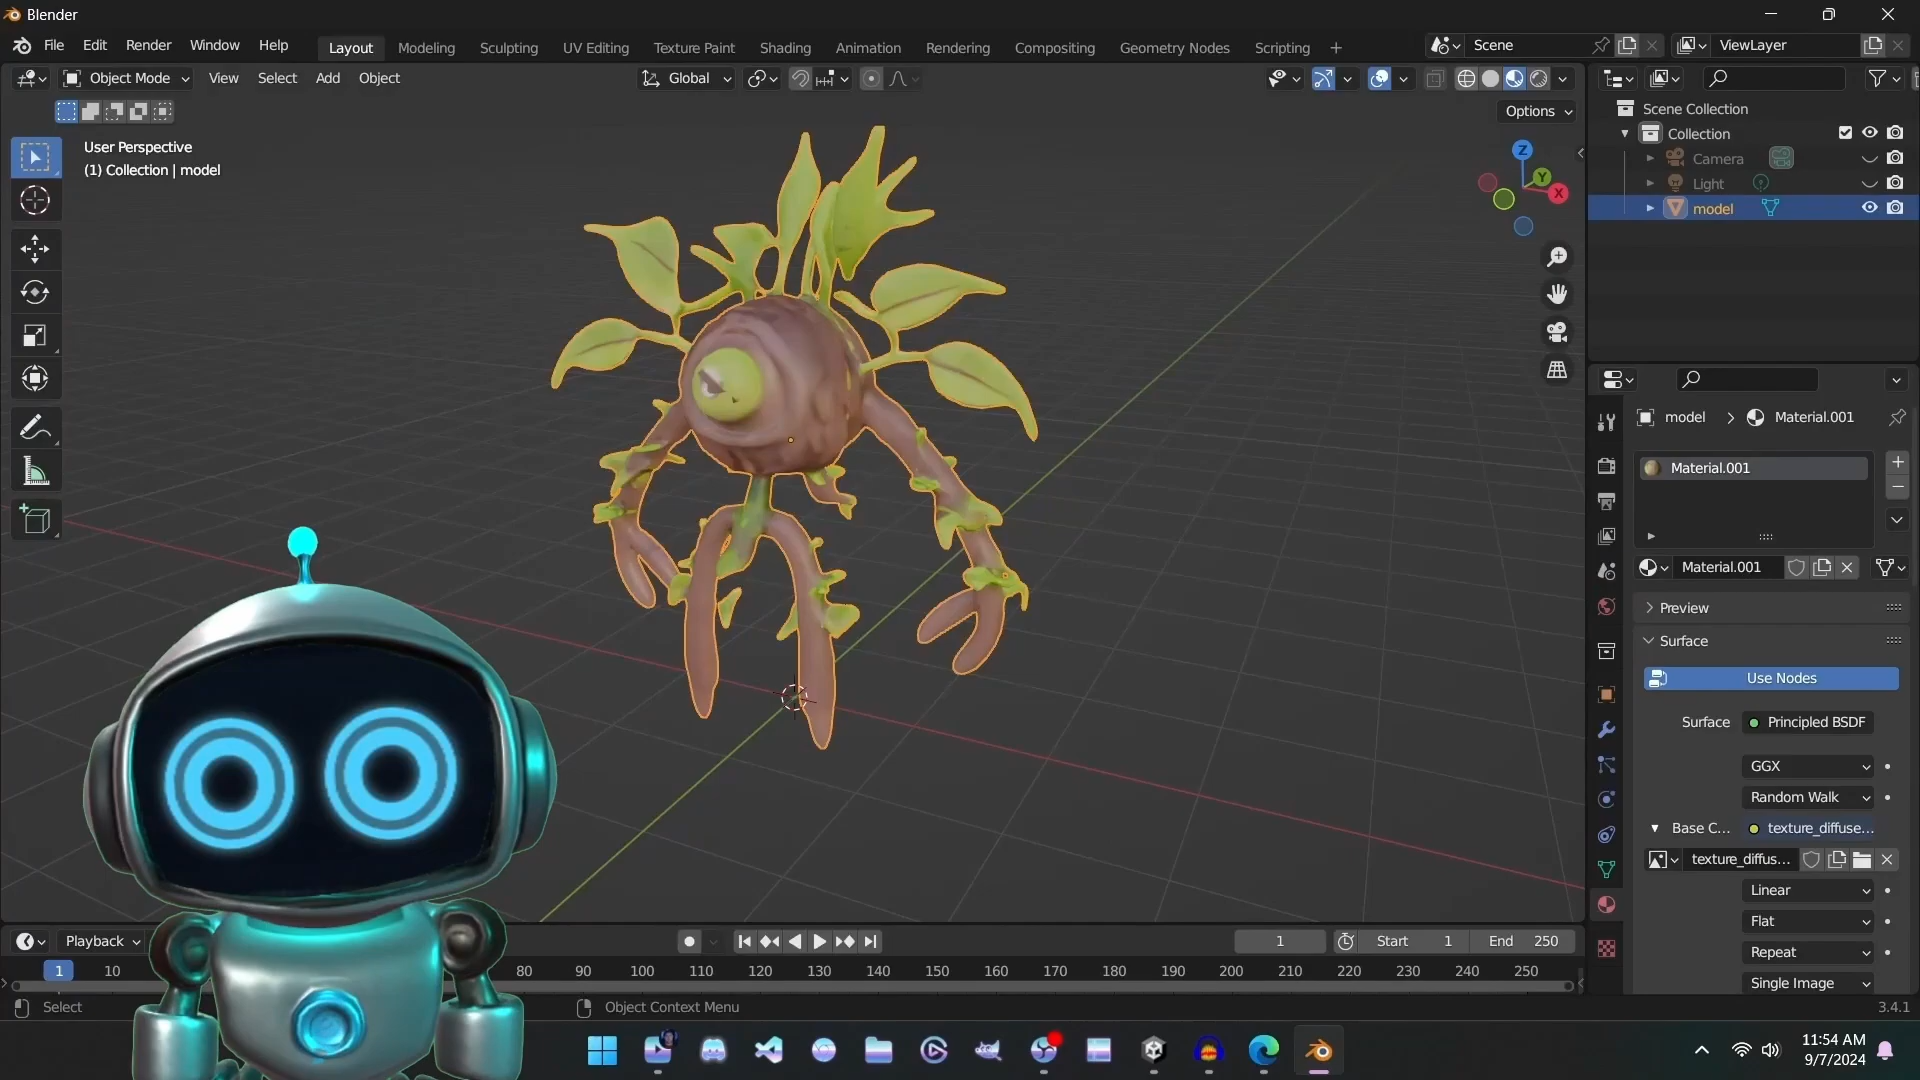 Blender
File Edit Render Window Help Layout Modeling Sculpting UV Editing Texture Paint Shading Animation Rendering Compositing Geometry Nodes Scripting + Scene ViewLayer
Object Mode View Select Add Object Global
Options
User Perspective
(1) Collection | model
Z
Y
X
Scene Collection
Collection
Camera
Light
model
model > Material.001
Material.001
Material.001
Preview
Surface
Use Nodes
Surface Principled BSDF
GGX
Random Walk
Base C... texture_diffuse...
texture_diffus...
Linear
Flat
Repeat
Single Image
Playback 1 Start 1 End 250
1 10 80 90 100 110 120 130 140 150 160 170 180 190 200 210 220 230 240 250
Select Object Context Menu 3.4.1
11:54 AM
9/7/2024